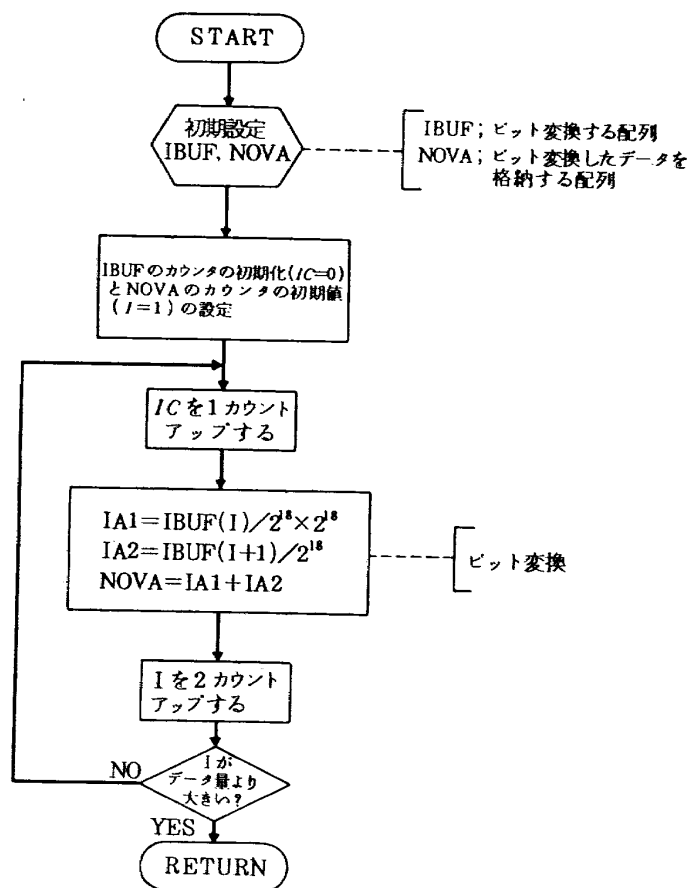 START
初期設定
IBUF, NOVA
IBUF；ビット変換する配列
NOVA；ビット変換したデータを
格納する配列
IBUFのカウンタの初期化(IC=0)
とNOVAのカウンタの初期値
(I=1)の設定
ICを1カウント
アップする
IA1=IBUF(I)/2¹⁸×2¹⁸
IA2=IBUF(I+1)/2¹⁸
NOVA=IA1+IA2
ビット変換
Iを2カウント
アップする
Iが
データ量より
大きい?
NO
YES
RETURN